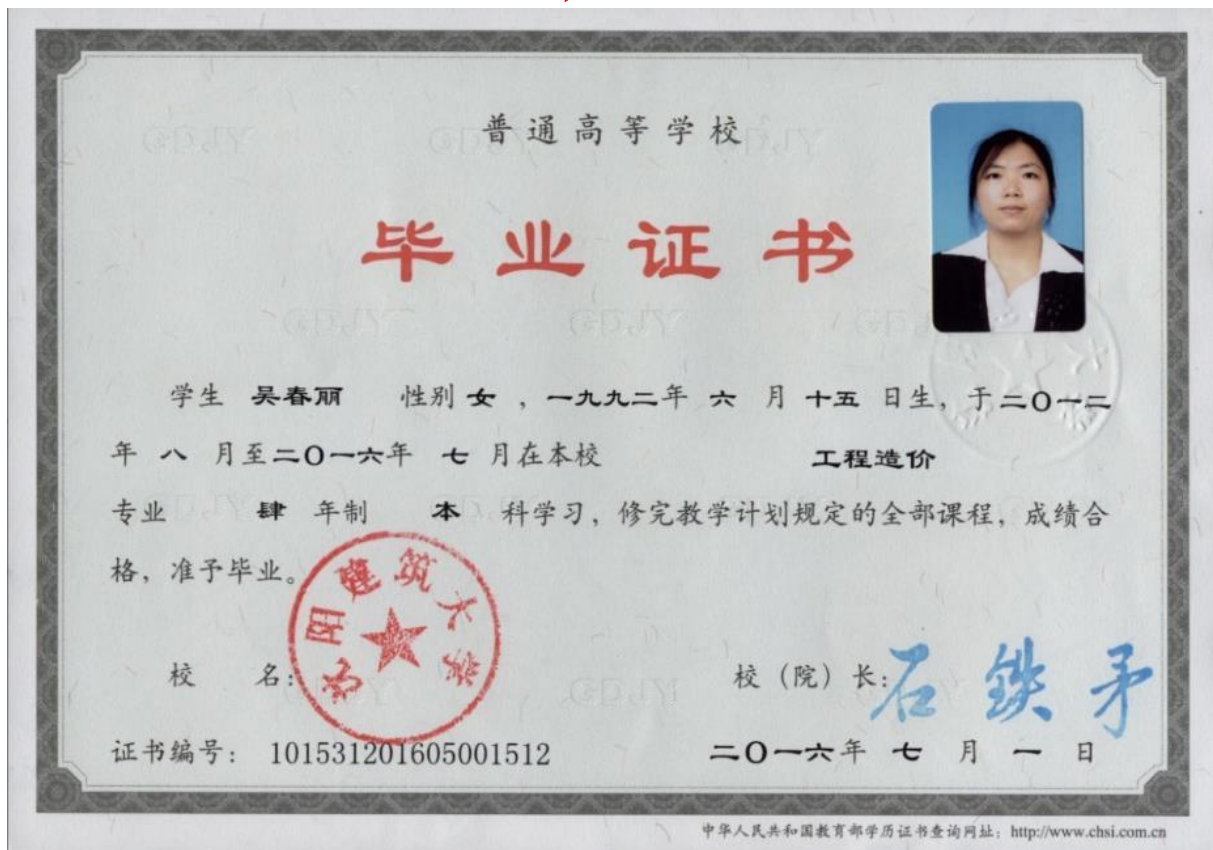 普通高等学校
毕业证书
学生 吴春丽 性别 女 ，一九九二年 六 月 十五 日生，于二〇一二
年 八 月至二〇一六年 七 月在本校 工程造价
专业 肆 年制 本 科学习，修完教学计划规定的全部课程，成绩合
格，准予毕业。
沈阳建筑大学
校 名：
校（院）长：石铁矛
证书编号： 101531201605001512
二〇一六年 七 月 一 日
中华人民共和国教育部学历证书查询网址：http://www.chsi.com.cn